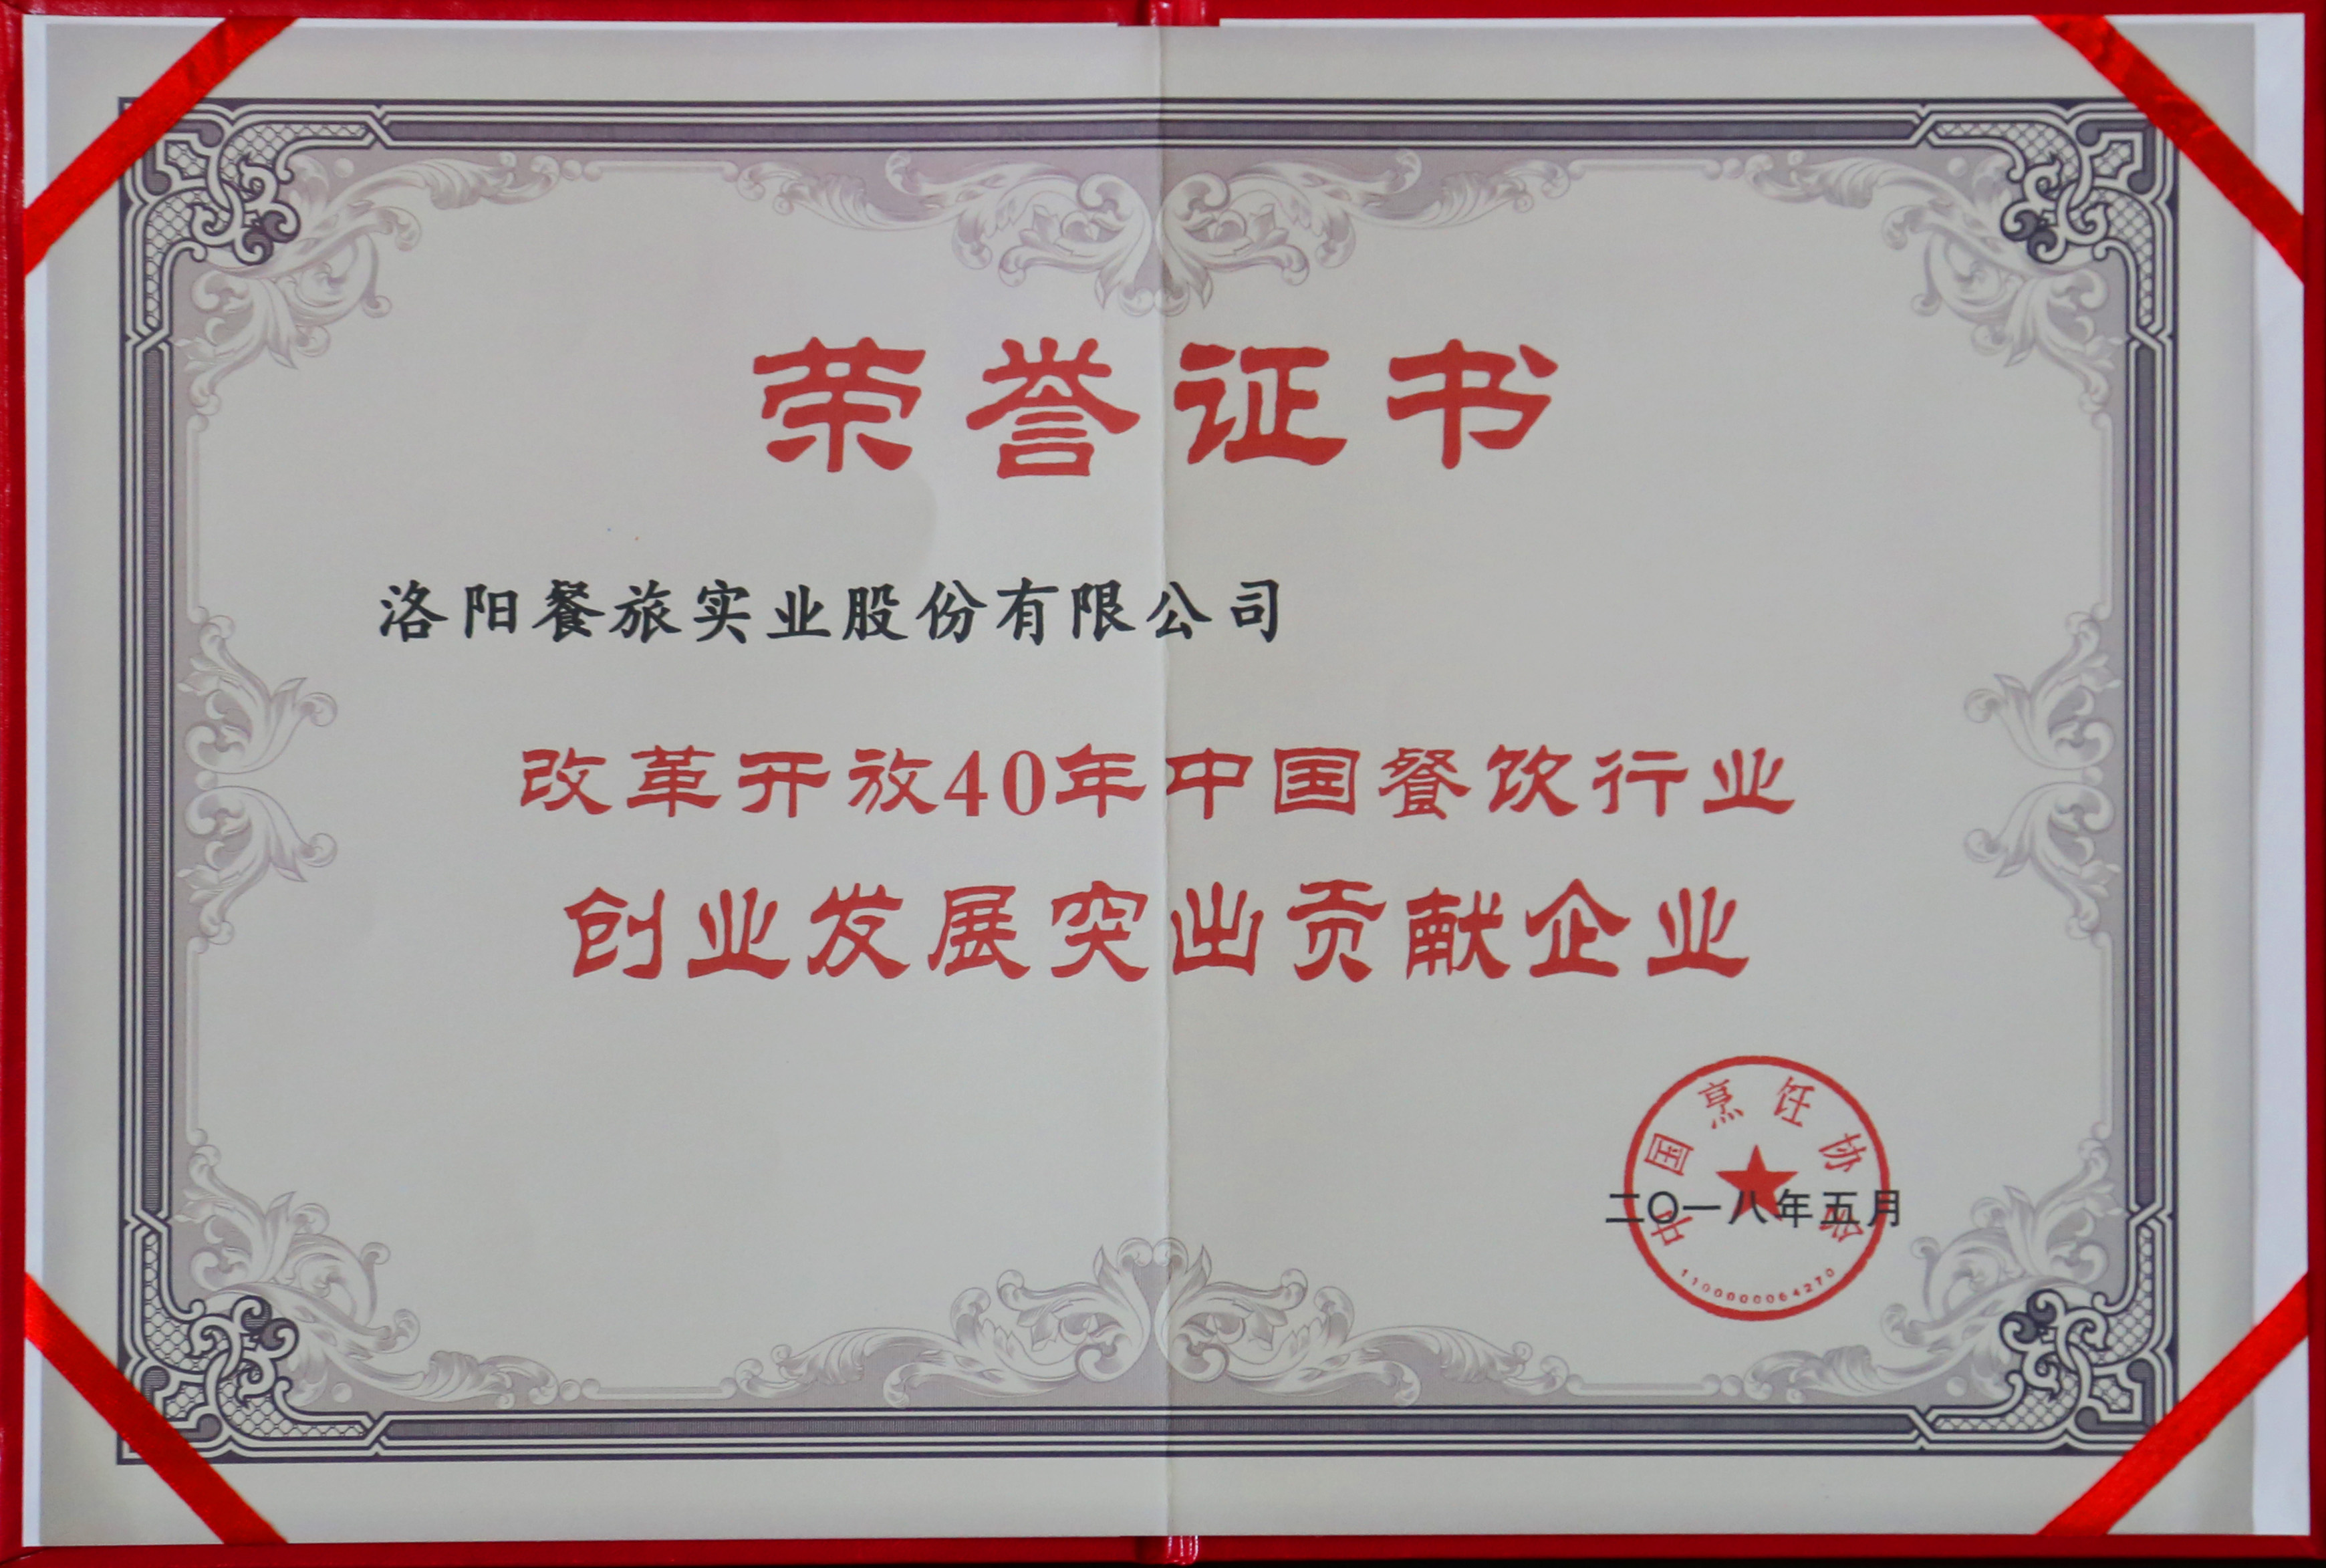 荣誉证书
洛阳餐旅实业股份有限公司
改革开放40年中国餐饮行业
创业发展突出贡献企业
中国烹饪协会
二〇一八年五月
1100000064270